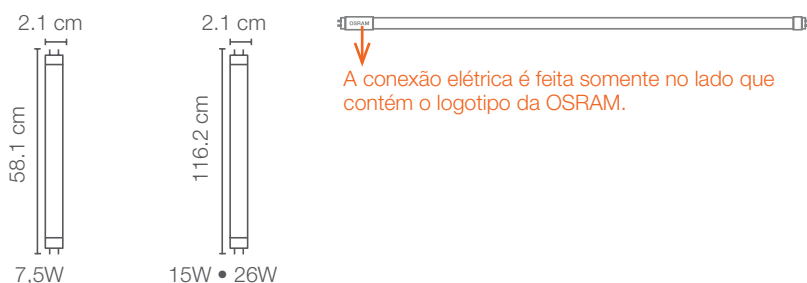 2.1 cm
58.1 cm
7,5W
2.1 cm
116.2 cm
15W • 26W
OSRAM
A conexão elétrica é feita somente no lado que
contém o logotipo da OSRAM.